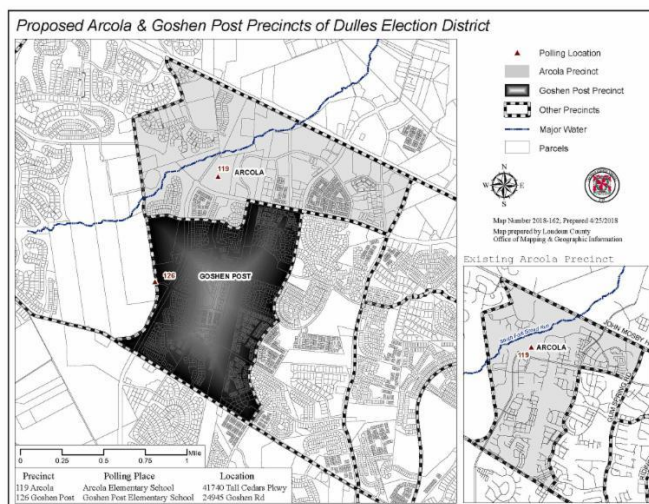 Proposed Arcola & Goshen Post Precincts of Dulles Election District
Polling Location
Arcola Precinct
Goshen Post Precinct
Other Precincts
Major Water
Parcels
N
W E
S
Map Number 2018-162, Prepared 4/25/2018
Map prepared by Loudoun County
Office of Mapping & Geographic Information
119
ARCOLA
126
GOSHEN POST
Existing Arcola Precinct
JOHN MOSBY H
ARCOLA
119
0 0.25 0.5 0.75 1
Mile
Precinct Polling Place Location
119 Arcola Arcola Elementary School 41740 Tall Cedars Pkwy
126 Goshen Post Goshen Post Elementary School 24945 Goshen Rd